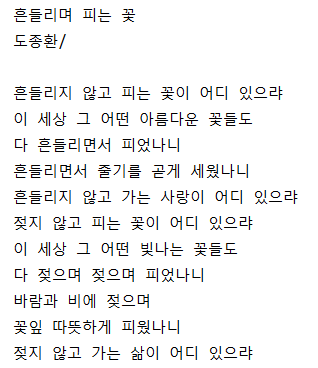 흔들리며 피는 꽃
도종환/

흔들리지 않고 피는 꽃이 어디 있으랴
이 세상 그 어떤 아름다운 꽃들도
다 흔들리면서 피었나니
흔들리면서 줄기를 곧게 세웠나니
흔들리지 않고 가는 사랑이 어디 있으랴
젖지 않고 피는 꽃이 어디 있으랴
이 세상 그 어떤 빛나는 꽃들도
다 젖으며 젖으며 피었나니
바람과 비에 젖으며
꽃잎 따뜻하게 피웠나니
젖지 않고 가는 삶이 어디 있으랴